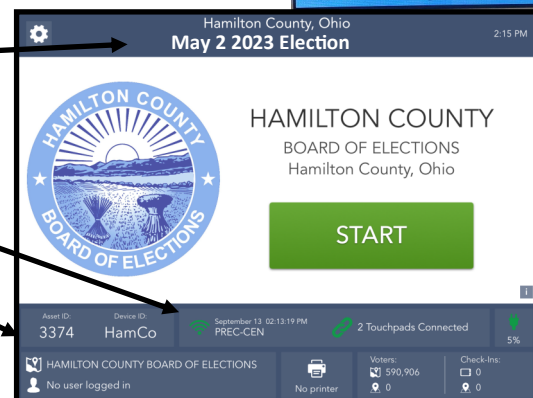 Hamilton County, Ohio
May 2 2023 Election
2:15 PM
HAMILTON COUNTY
BOARD OF ELECTIONS
HAMILTON COUNTY
BOARD OF ELECTIONS
Hamilton County, Ohio
START
i
Asset ID:
3374
Device ID:
HamCo
September 13 02:13:19 PM
PREC-CEN
2 Touchpads Connected
5%
HAMILTON COUNTY BOARD OF ELECTIONS
No user logged in
No printer
Voters:
590,906
0
Check-Ins:
0
0